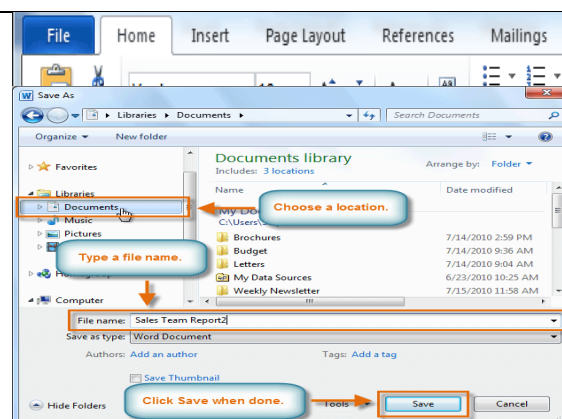 File Home Insert Page Layout References Mailings
Save As
Libraries Documents Search Documents
Organize New folder
Favorites
Libraries
Documents
Music
Pictures
Computer
Documents library
Includes: 3 locations
Arrange by: Folder
Name Date modified
Choose a location.
Brochures 7/14/2010 2:59 PM
Budget 7/14/2010 9:36 AM
Letters 7/14/2010 9:04 AM
My Data Sources 6/23/2010 10:25 AM
Weekly Newsletter 7/15/2010 11:58 AM
Type a file name.
File name: Sales Team Report2
Save as type: Word Document
Authors: Add an author Tags: Add a tag
Save Thumbnail
Click Save when done.
Hide Folders Tools Save Cancel